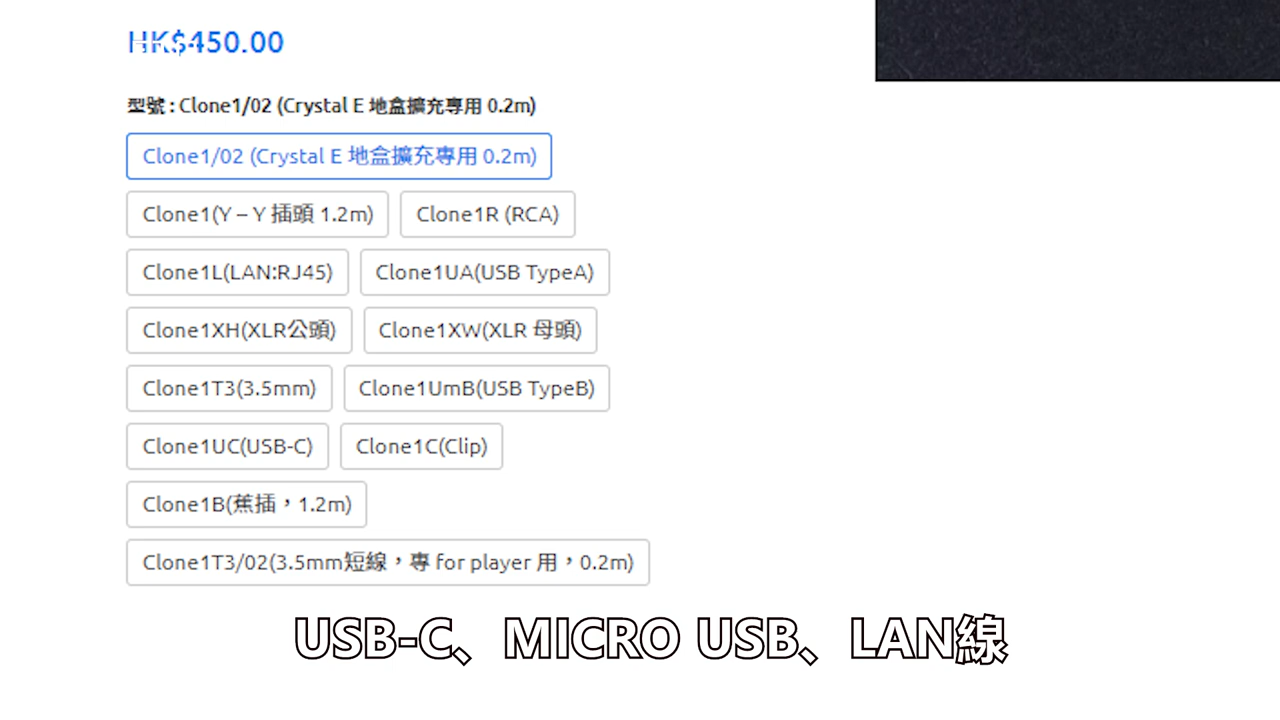 HK$450.00
型號 : Clone1/02 (Crystal E 地盒擴充專用 0.2m)
Clone1/02 (Crystal E 地盒擴充專用 0.2m)
Clone1(Y – Y 插頭 1.2m) Clone1R (RCA)
Clone1L(LAN:RJ45) Clone1UA(USB TypeA)
Clone1XH(XLR公頭) Clone1XW(XLR 母頭)
Clone1T3(3.5mm) Clone1UmB(USB TypeB)
Clone1UC(USB-C) Clone1C(Clip)
Clone1B(蕉插，1.2m)
Clone1T3/02(3.5mm短線，專 for player 用，0.2m)
USB-C、MICRO USB、LAN線